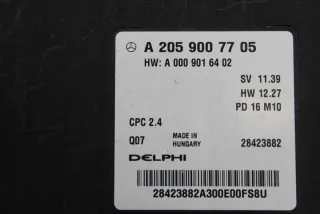 A 205 900 77 05
HW: A 000 901 64 02
SV 11.39
HW 12.27
PD 16 M10
CPC 2.4
Q07 MADE IN HUNGARY 28423882
DELPHI
28423882A300E00FS8U